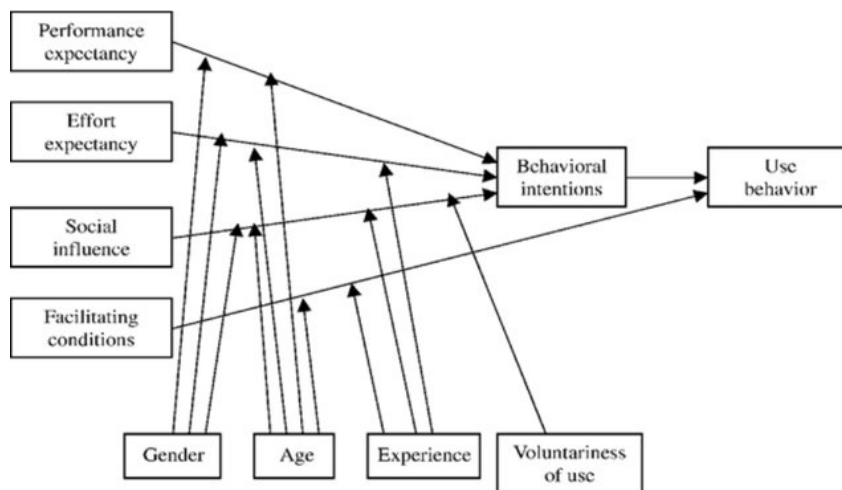 Performance
expectancy
Effort
expectancy
Social
influence
Facilitating
conditions
Behavioral
intentions
Use
behavior
Gender
Age
Experience
Voluntariness
of use